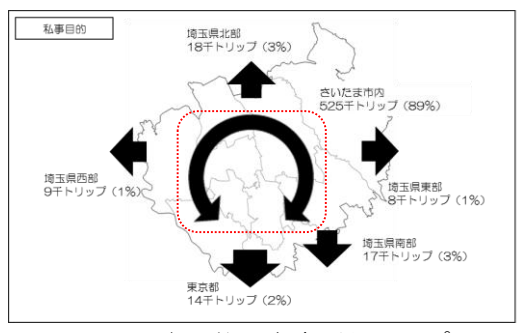 私事目的
埼玉県北部
18千トリップ（3%）
さいたま市内
525千トリップ（89%）
埼玉県西部
9千トリップ（1%）
埼玉県東部
8千トリップ（1%）
埼玉県南部
17千トリップ（3%）
東京都
14千トリップ（2%）